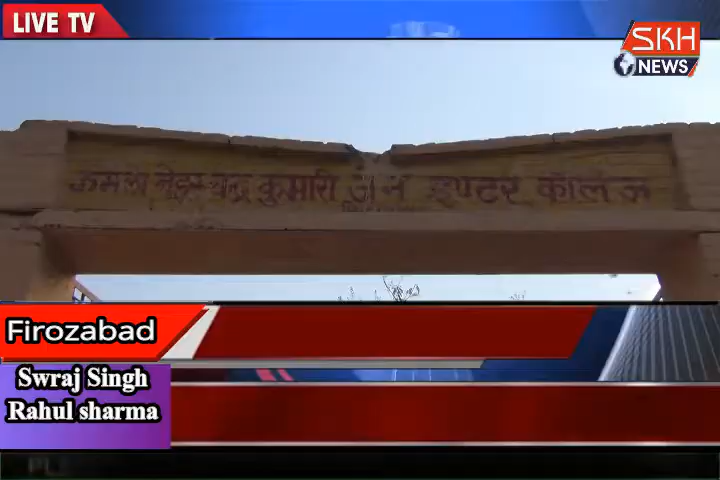 LIVE TV
SKH
NEWS
कुमारी जैन इण्टर कॉलेज
Firozabad
Swraj Singh
Rahul sharma